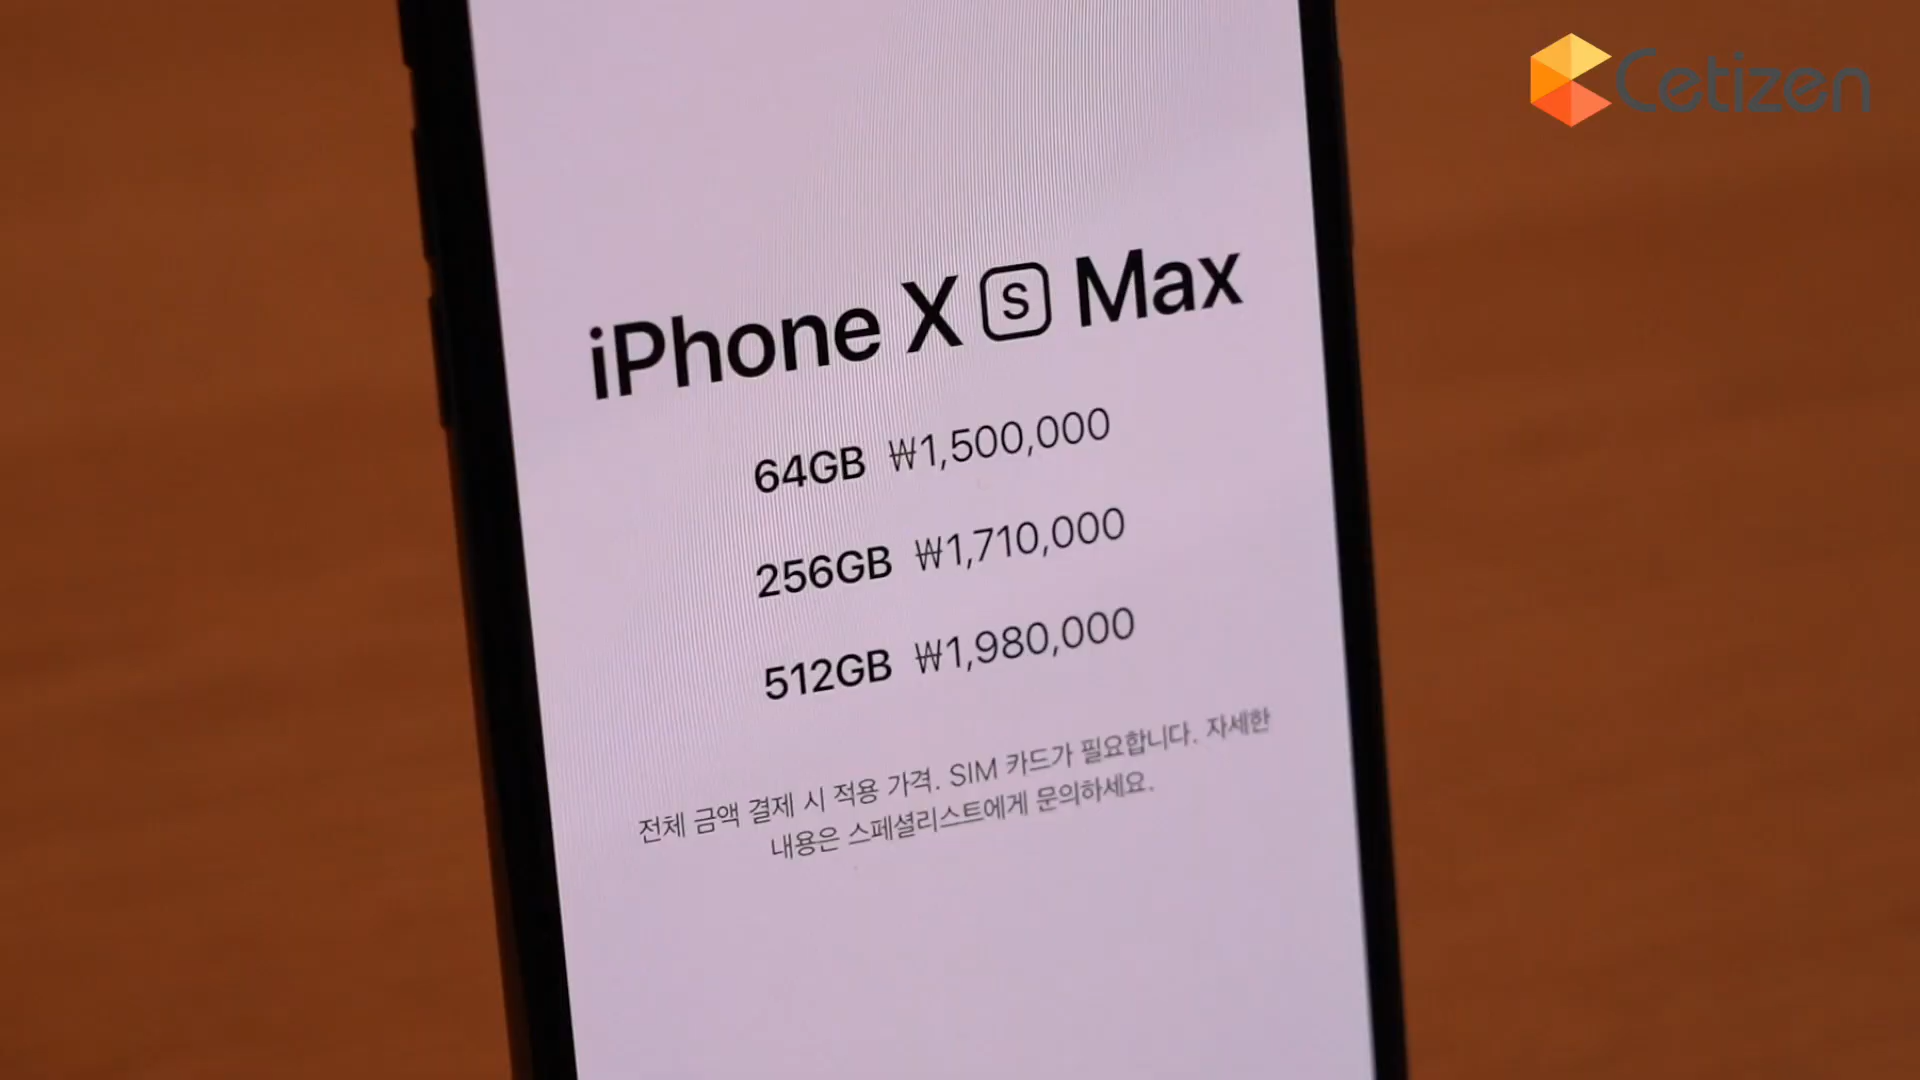 Cetizen
iPhone X S Max
64GB ₩1,500,000
256GB ₩1,710,000
512GB ₩1,980,000
전체 금액 결제 시 적용 가격. SIM 카드가 필요합니다. 자세한
내용은 스페셜리스트에게 문의하세요.